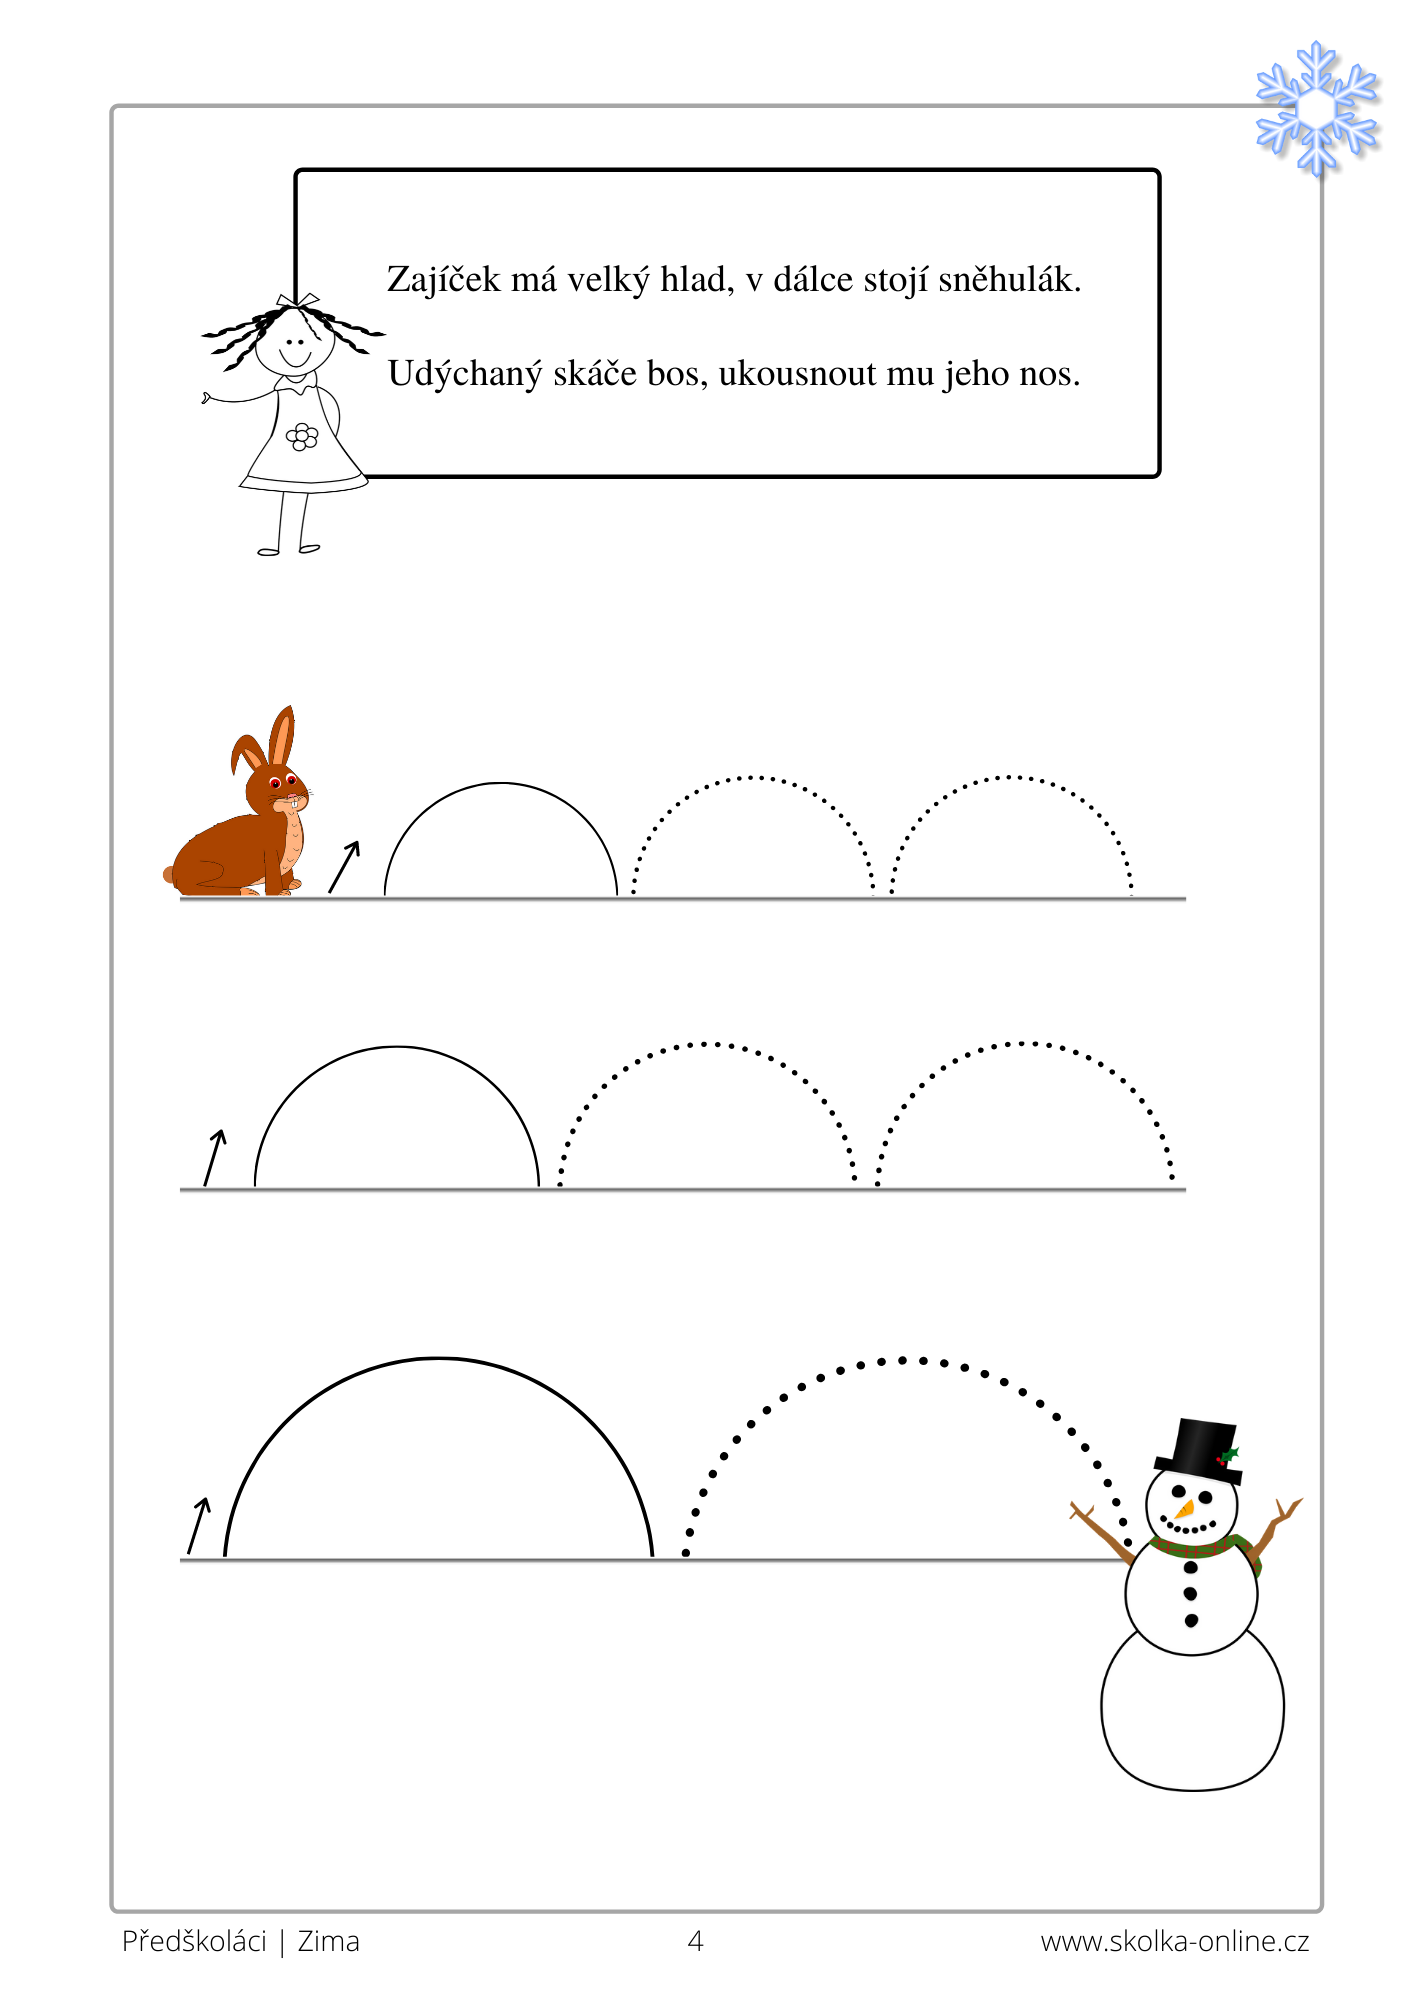 Zajíček má velký hlad, v dálce stojí sněhulák.
Udýchaný skáče bos, ukousnout mu jeho nos.
Předškoláci | Zima
4
www.skolka-online.cz